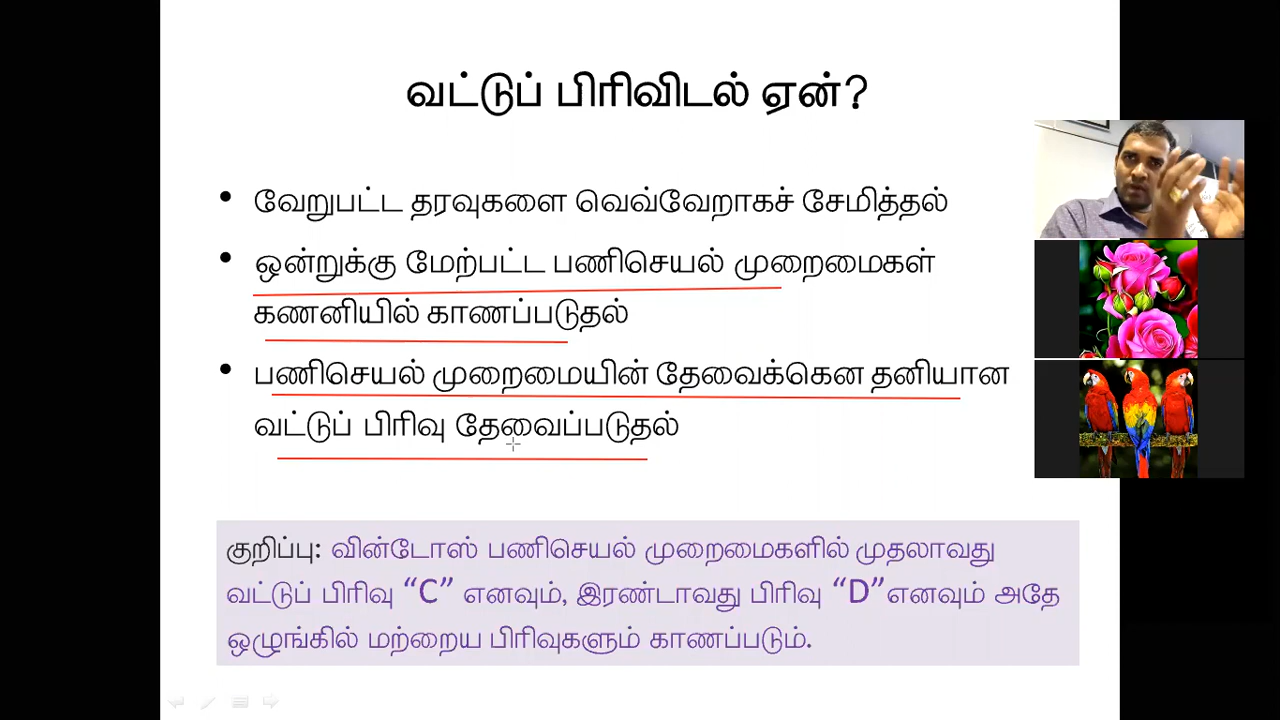 வட்டுப் பிரிவிடல் ஏன்?
• வேறுபட்ட தரவுகளை வெவ்வேறாகச் சேமித்தல்
• ஒன்றுக்கு மேற்பட்ட பணிசெயல் முறைமைகள்
கணனியில் காணப்படுதல்
• பணிசெயல் முறைமையின் தேவைக்கென தனியான
வட்டுப் பிரிவு தேவைப்படுதல்
குறிப்பு: வின்டோஸ் பணிசெயல் முறைமைகளில் முதலாவது
வட்டுப் பிரிவு “C” எனவும், இரண்டாவது பிரிவு “D”எனவும் அதே
ஒழுங்கில் மற்றைய பிரிவுகளும் காணப்படும்.